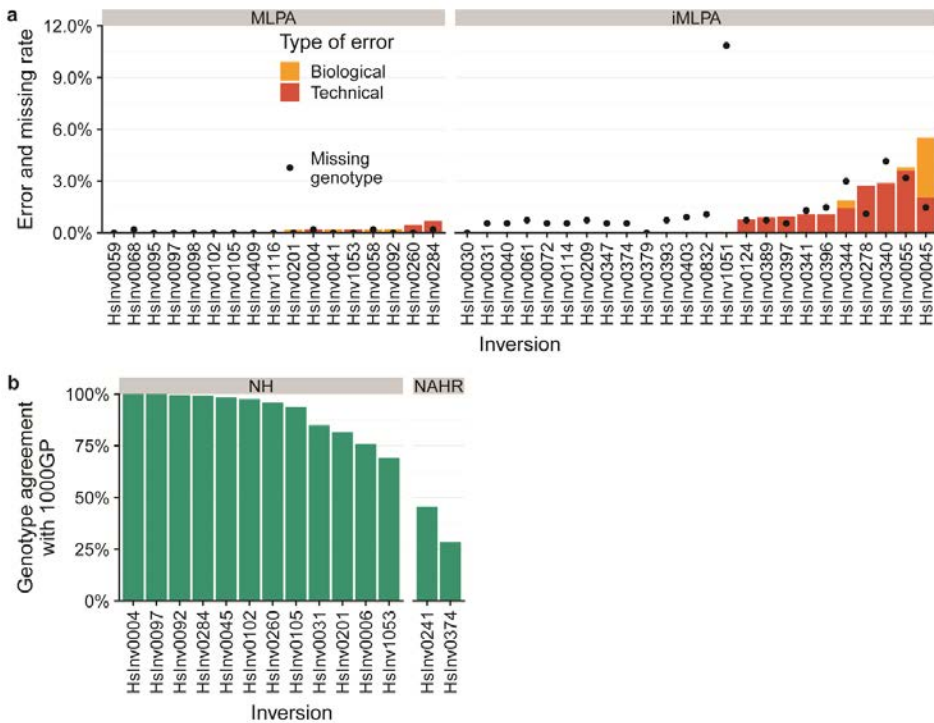 a
MLPA
iMLPA
Error and missing rate
12.0%
9.0%
6.0%
3.0%
0.0%
Type of error
Biological
Technical
Missing
genotype
HsInv0059
HsInv0068
HsInv0095
HsInv0097
HsInv0098
HsInv0102
HsInv0105
HsInv0409
HsInv1116
HsInv0201
HsInv0004
HsInv0041
HsInv1053
HsInv0058
HsInv0092
HsInv0260
HsInv0284
HsInv0030
HsInv0031
HsInv0040
HsInv0061
HsInv0072
HsInv0114
HsInv0209
HsInv0347
HsInv0374
HsInv0379
HsInv0393
HsInv0403
HsInv0832
HsInv1051
HsInv0124
HsInv0389
HsInv0397
HsInv0341
HsInv0396
HsInv0344
HsInv0278
HsInv0340
HsInv0055
HsInv0045
Inversion
b
NH
NAHR
Genotype agreement
with 1000GP
100%
75%
50%
25%
0%
HsInv0004
HsInv0097
HsInv0092
HsInv0284
HsInv0045
HsInv0102
HsInv0260
HsInv0105
HsInv0031
HsInv0201
HsInv0006
HsInv1053
HsInv0241
HsInv0374
Inversion